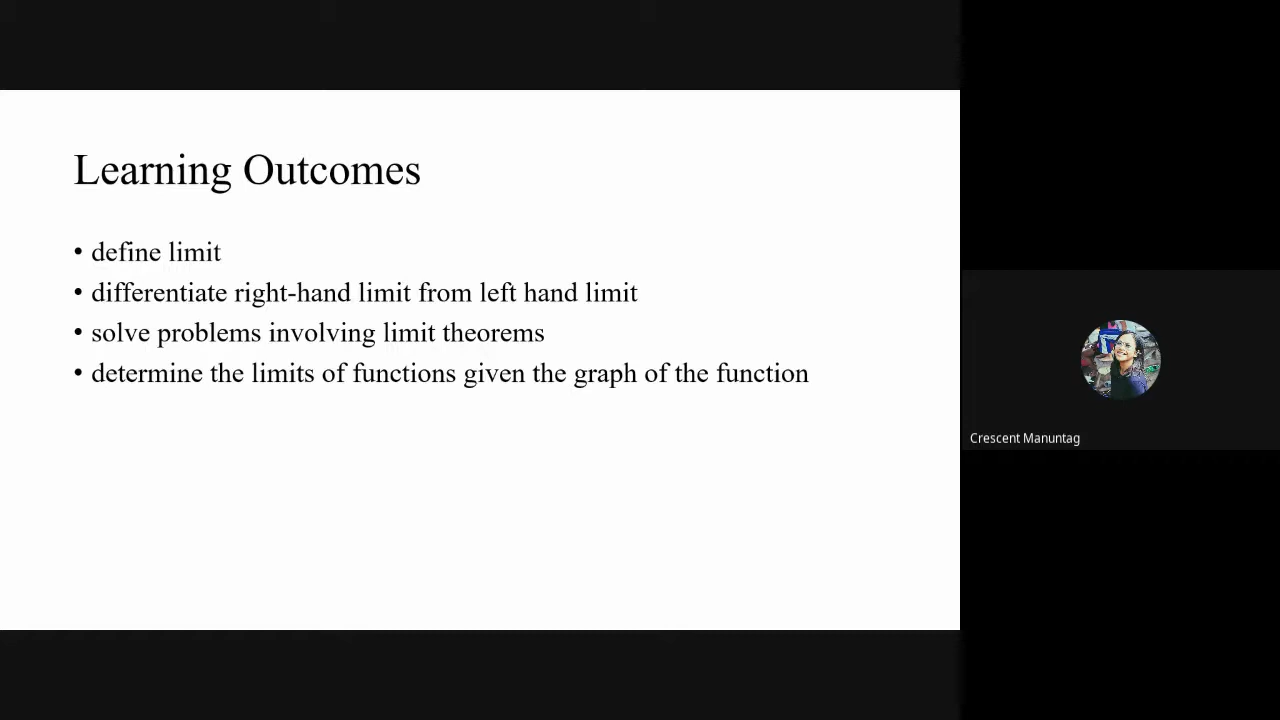 Learning Outcomes
• define limit
• differentiate right-hand limit from left hand limit
• solve problems involving limit theorems
• determine the limits of functions given the graph of the function
Crescent Manuntag